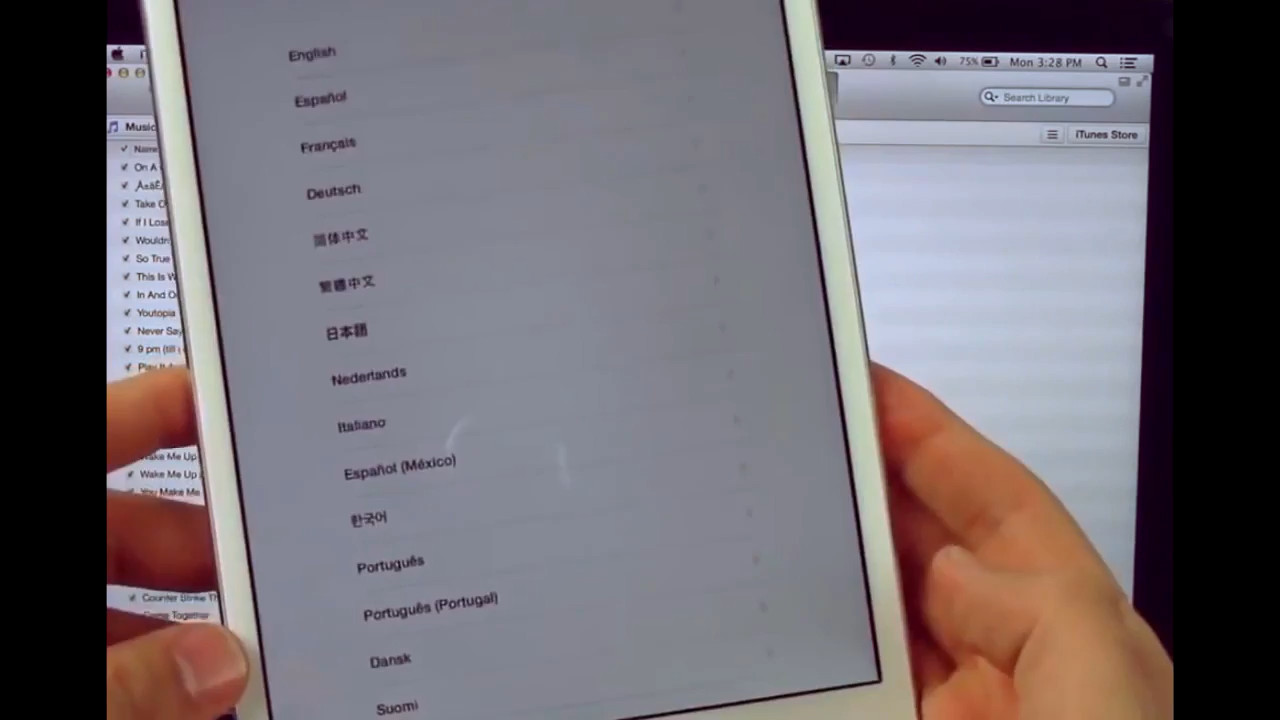 75%
Mon 3:28 PM
Search Library
Music
iTunes Store
Name
On A
Take O
If I Lose
Wouldn
So True
This Is W
In And O
Youtopia
Never Say
9 pm (till
Wake Me Up
Wake Me Up
You Make Me
Counter Strike Th
Come Together
English
Español
Français
Deutsch
简体中文
繁體中文
日本語
Nederlands
Italiano
Español (México)
한국어
Português
Português (Portugal)
Dansk
Suomi